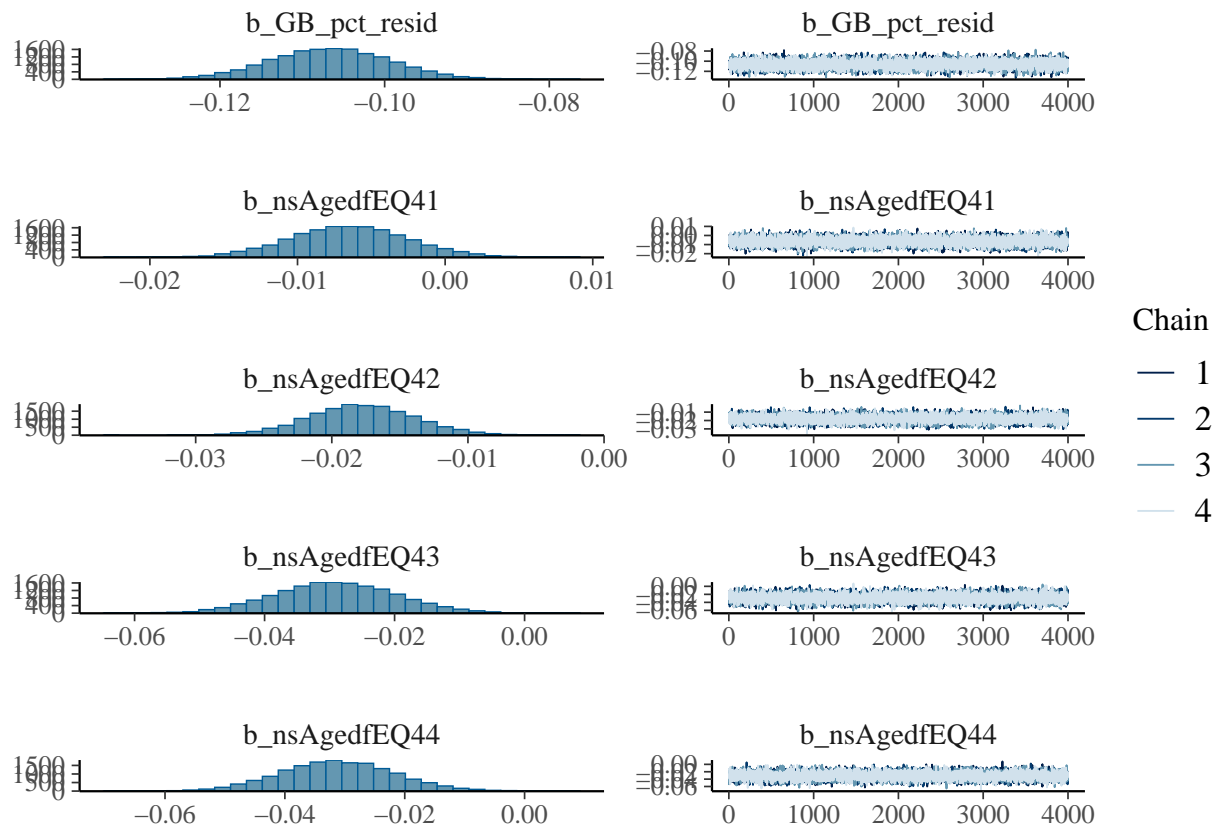 b_GB_pct_resid
−0.12 −0.10 −0.08
b_GB_pct_resid
−0.08
−0.12
0 1000 2000 3000 4000
b_nsAgedfEQ41
−0.02 −0.01 0.00 0.01
b_nsAgedfEQ41
0 1000 2000 3000 4000
b_nsAgedfEQ42
−0.03 −0.02 −0.01 0.00
b_nsAgedfEQ42
0 1000 2000 3000 4000
b_nsAgedfEQ43
−0.06 −0.04 −0.02 0.00
b_nsAgedfEQ43
0 1000 2000 3000 4000
b_nsAgedfEQ44
−0.06 −0.04 −0.02 0.00
b_nsAgedfEQ44
0 1000 2000 3000 4000
Chain
1
2
3
4